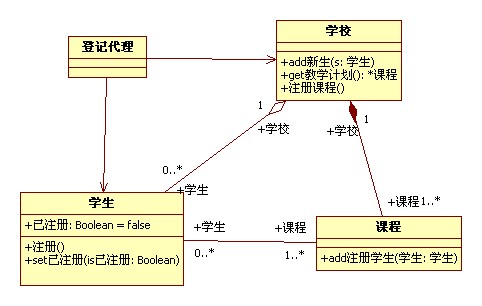 学校
登记代理
+add新生(s: 学生)
+get教学计划(): *课程
+注册课程()
1
+学校
1
+学校
0..*
+学生
学生
+已注册: Boolean = false
+注册()
+set已注册(is已注册: Boolean)
+学生
0..*
+课程
1..*
+课程1..*
课程
+add注册学生(学生: 学生)